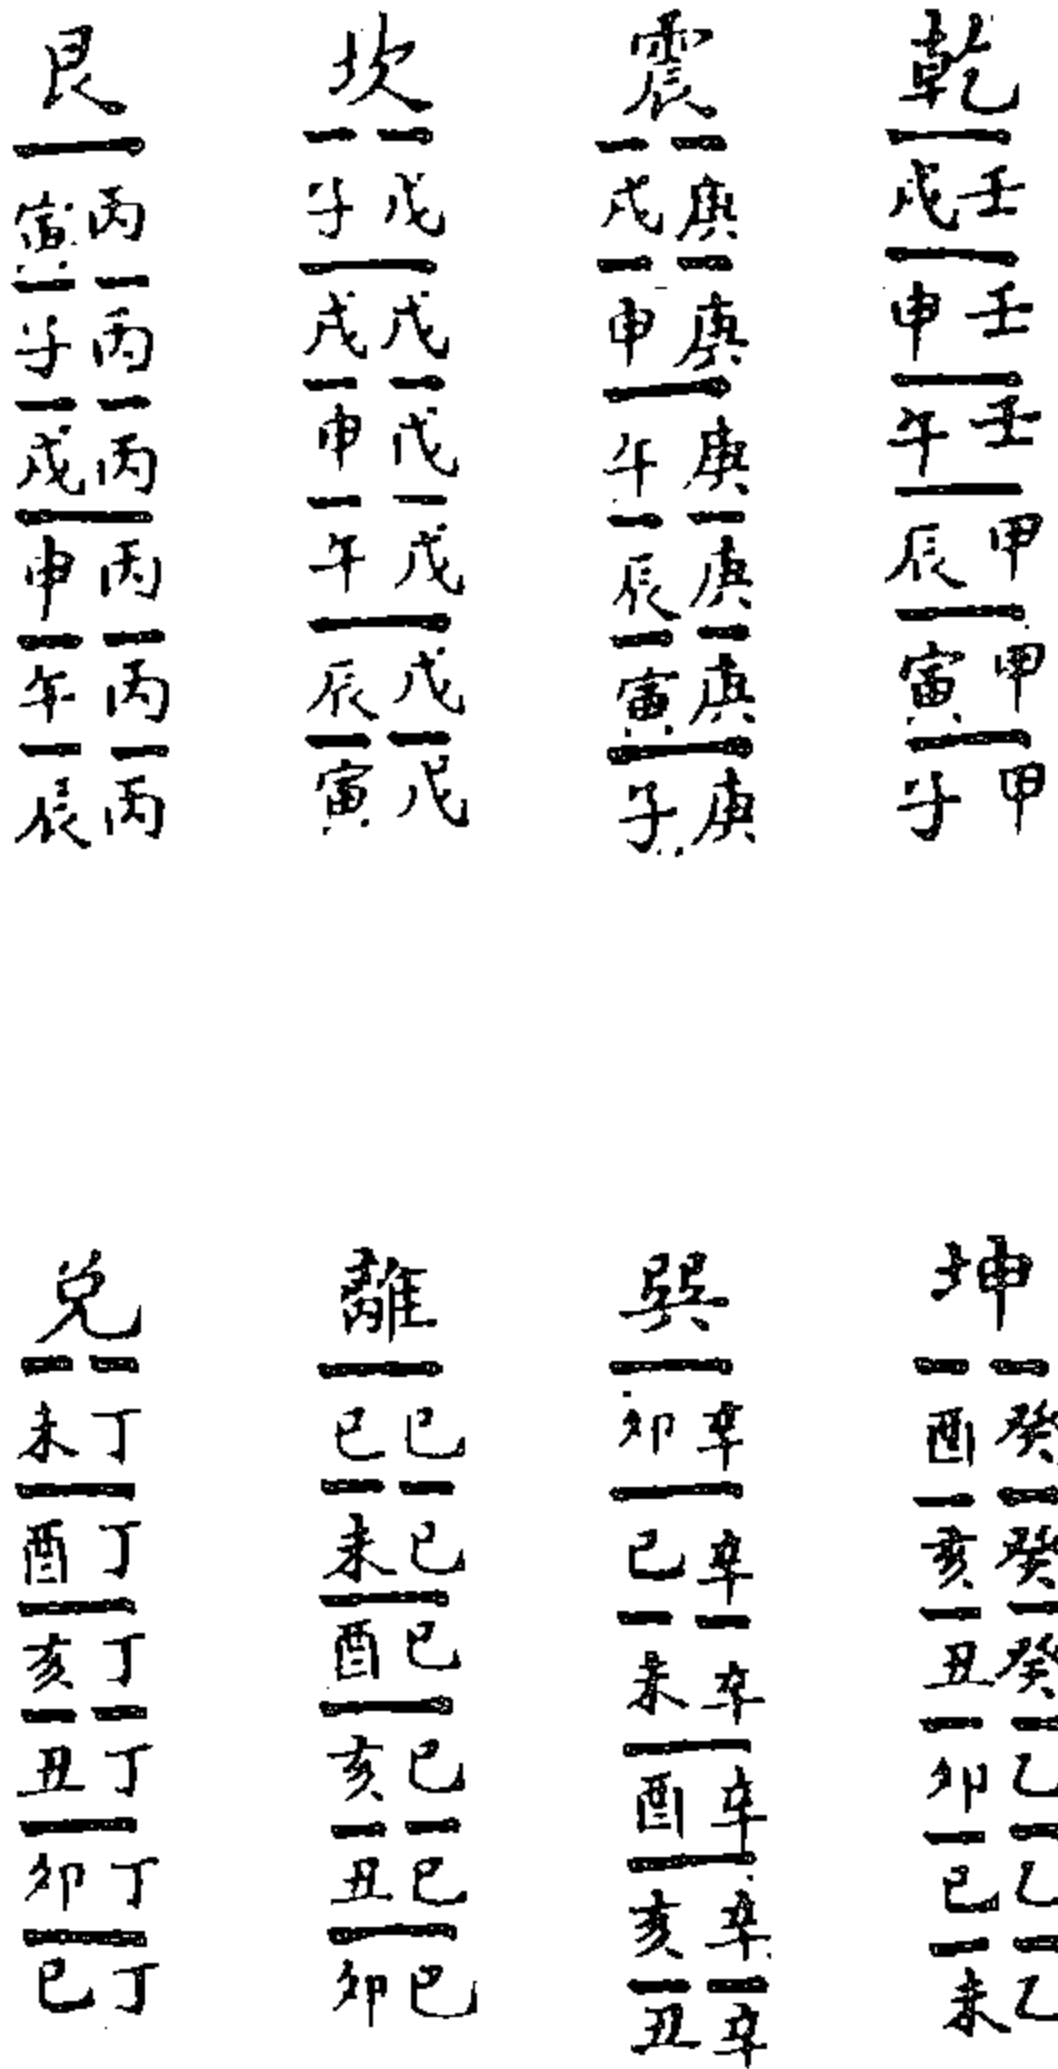 乾
壬戌
壬申
壬午
甲辰
甲寅
甲子
震
庚戌
庚申
庚午
庚辰
庚寅
庚子
坎
戊子
戊戌
戊申
戊午
戊辰
戊寅
艮
丙寅
丙子
丙戌
丙申
丙午
丙辰
坤
癸酉
癸亥
癸丑
乙卯
乙巳
乙未
巽
辛卯
辛巳
辛未
辛酉
辛亥
辛丑
離
己巳
己未
己酉
己亥
己丑
己卯
兌
丁未
丁酉
丁亥
丁丑
丁卯
丁巳